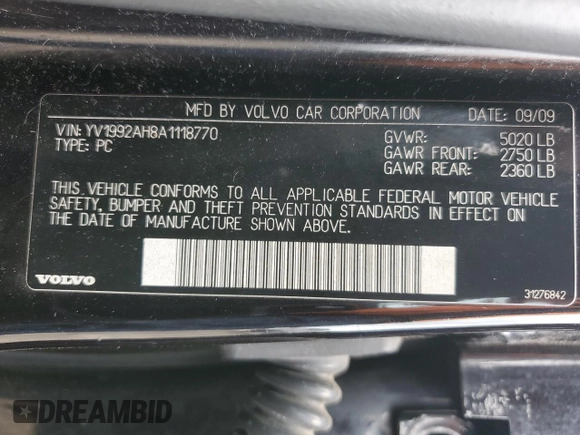 MFD BY VOLVO CAR CORPORATION DATE: 09/09
VIN: YV1992AH8A1118770 GVWR: 5020 LB
TYPE: PC GAWR FRONT: 2750 LB
GAWR REAR: 2360 LB
THIS VEHICLE CONFORMS TO ALL APPLICABLE FEDERAL MOTOR VEHICLE
SAFETY, BUMPER AND THEFT PREVENTION STANDARDS IN EFFECT ON
THE DATE OF MANUFACTURE SHOWN ABOVE.
VOLVO 31276842
DREAMBID